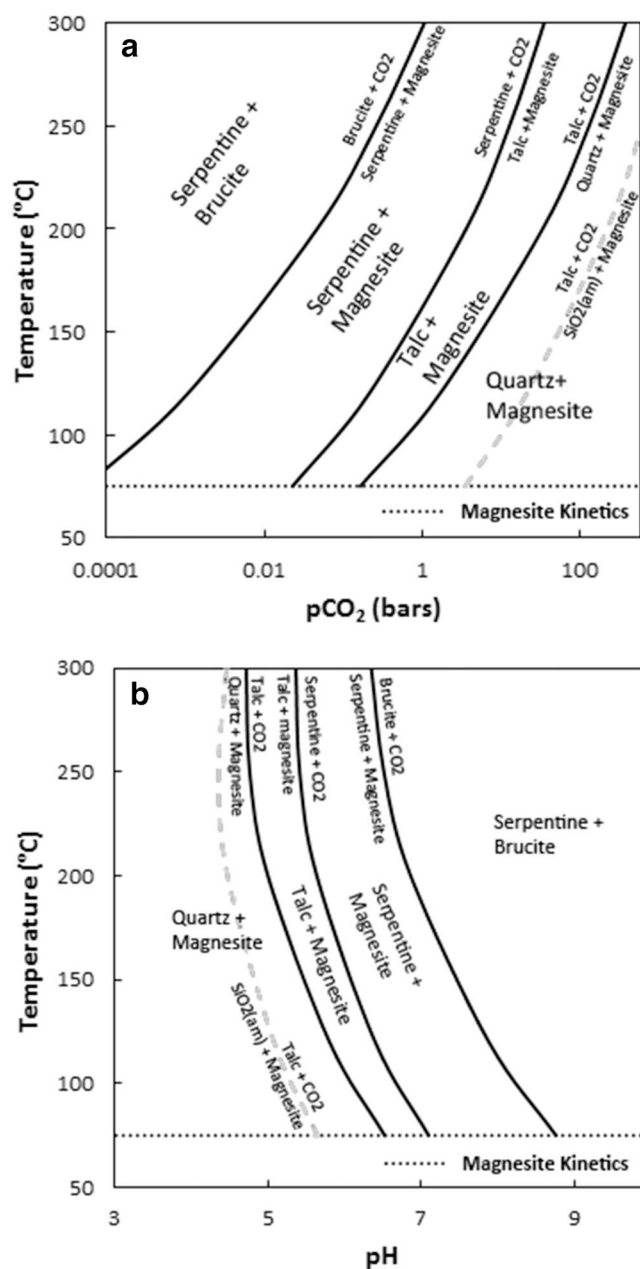 a
300
250
200
150
100
50
Temperature (°C)
Serpentine +
Brucite
Brucite + CO2
Serpentine + Magnesite
Serpentine +
Magnesite
Serpentine + CO2
Talc +Magnesite
Talc +
Magnesite
Talc + CO2
Quartz + Magnesite
Talc + CO2
SiO2(am) + Magnesite
Quartz+
Magnesite
Magnesite Kinetics
0.0001
0.01
1
100
pCO₂ (bars)
b
300
250
200
150
100
50
Temperature (°C)
Quartz + Magnesite
Talc + CO2
Talc + magnesite
Serpentine + CO2
Serpentine + Magnesite
Brucite + CO2
Serpentine +
Brucite
Quartz +
Magnesite
Talc + Magnesite
Serpentine +
Magnesite
SiO2(am) + Magnesite
Talc + CO2
Magnesite Kinetics
3
5
7
9
pH